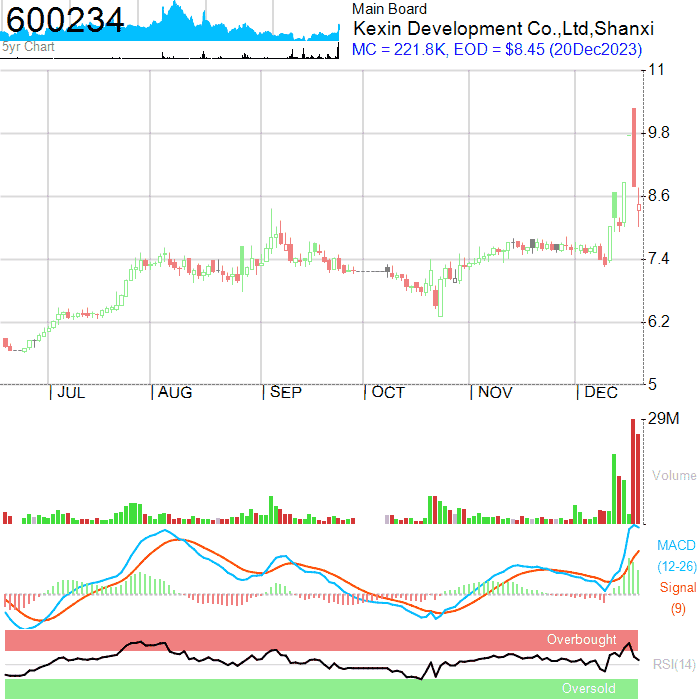 600234
5yr Chart
Main Board
Kexin Development Co.,Ltd,Shanxi
MC = 221.8K, EOD = $8.45 (20Dec2023)
11
9.8
8.6
7.4
6.2
5
JUL
AUG
SEP
OCT
NOV
DEC
29M
Volume
MACD
(12-26)
Signal
(9)
Overbought
RSI(14)
Oversold